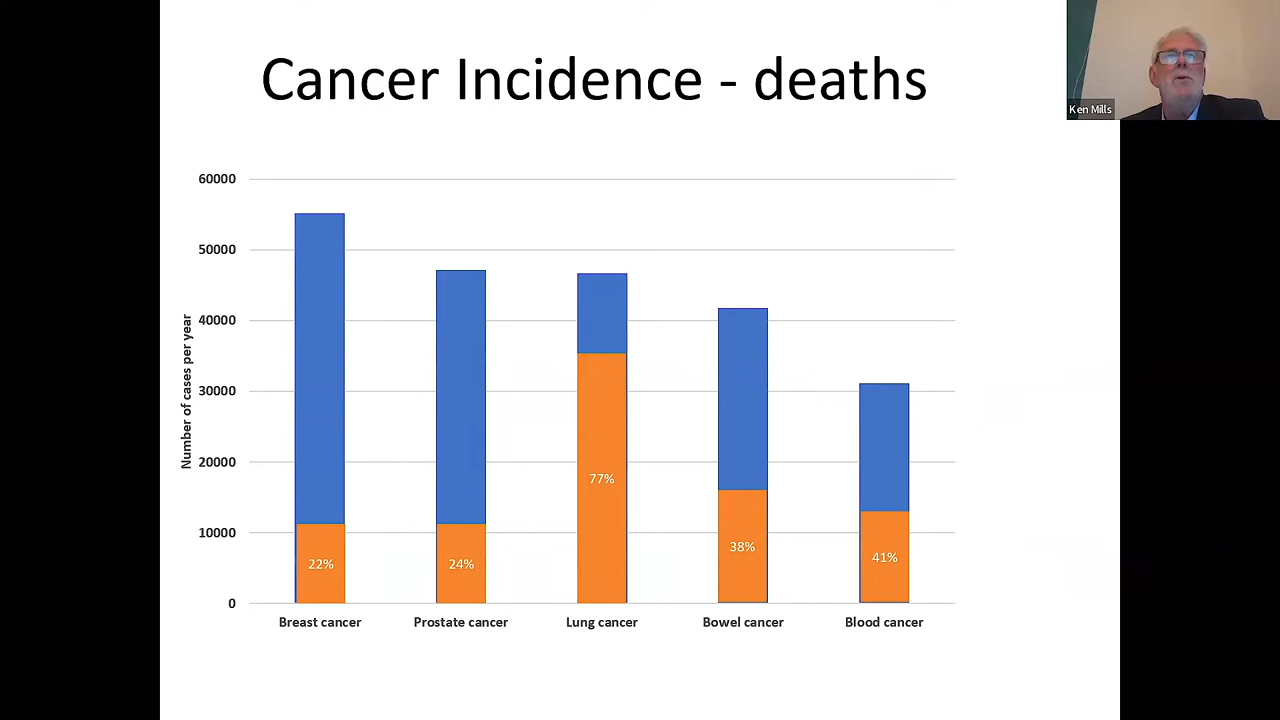 Cancer Incidence - deaths
Ken Mills
Number of cases per year
60000
50000
40000
30000
20000
10000
0
22%
24%
77%
38%
41%
Breast cancer
Prostate cancer
Lung cancer
Bowel cancer
Blood cancer